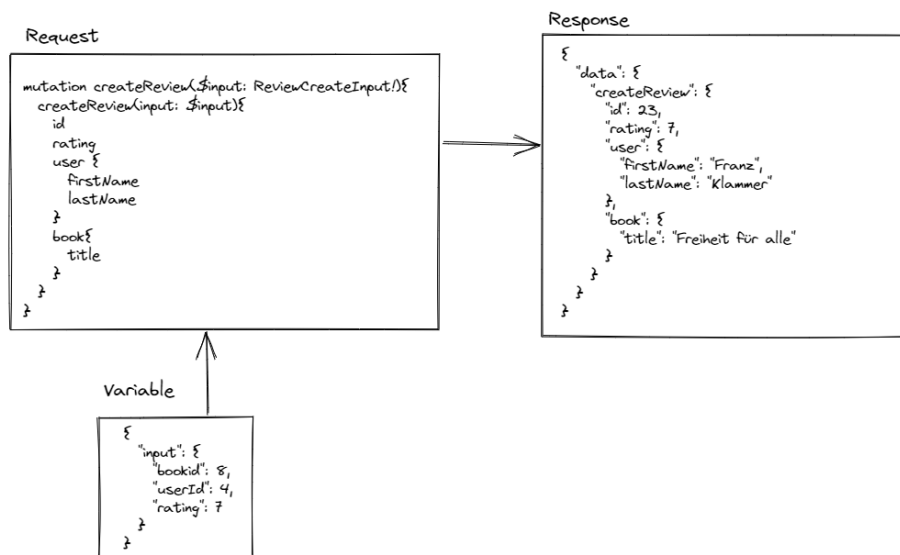 Request
mutation createReview($input: ReviewCreateInput!){
createReview(input: $input){
id
rating
user {
firstName
lastName
}
book{
title
}
}
}
Response
{
"data": {
"createReview": {
"id": 23,
"rating": 7,
"user": {
"firstName": "Franz",
"lastName": "Klammer"
},
"book": {
"title": "Freiheit für alle"
}
}
}
}
Variable
{
"input": {
"bookid": 8,
"userId": 4,
"rating": 7
}
}